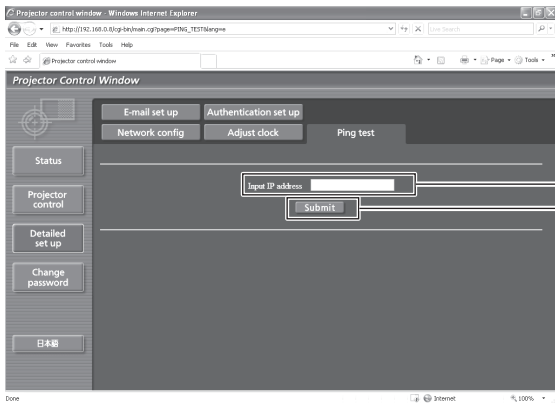 Projector control window - Windows Internet Explorer
http://192.168.0.8/cgi-bin/main.cgi?page=PING_TEST&lang=e
Live Search
File Edit View Favorites Tools Help
Projector control window
Page Tools
Projector Control Window
E-mail set up Authentication set up
Network config Adjust clock Ping test
Status
Projector control
Detailed set up
Change password
日本語
Input IP address
Submit
Done
Internet
100%